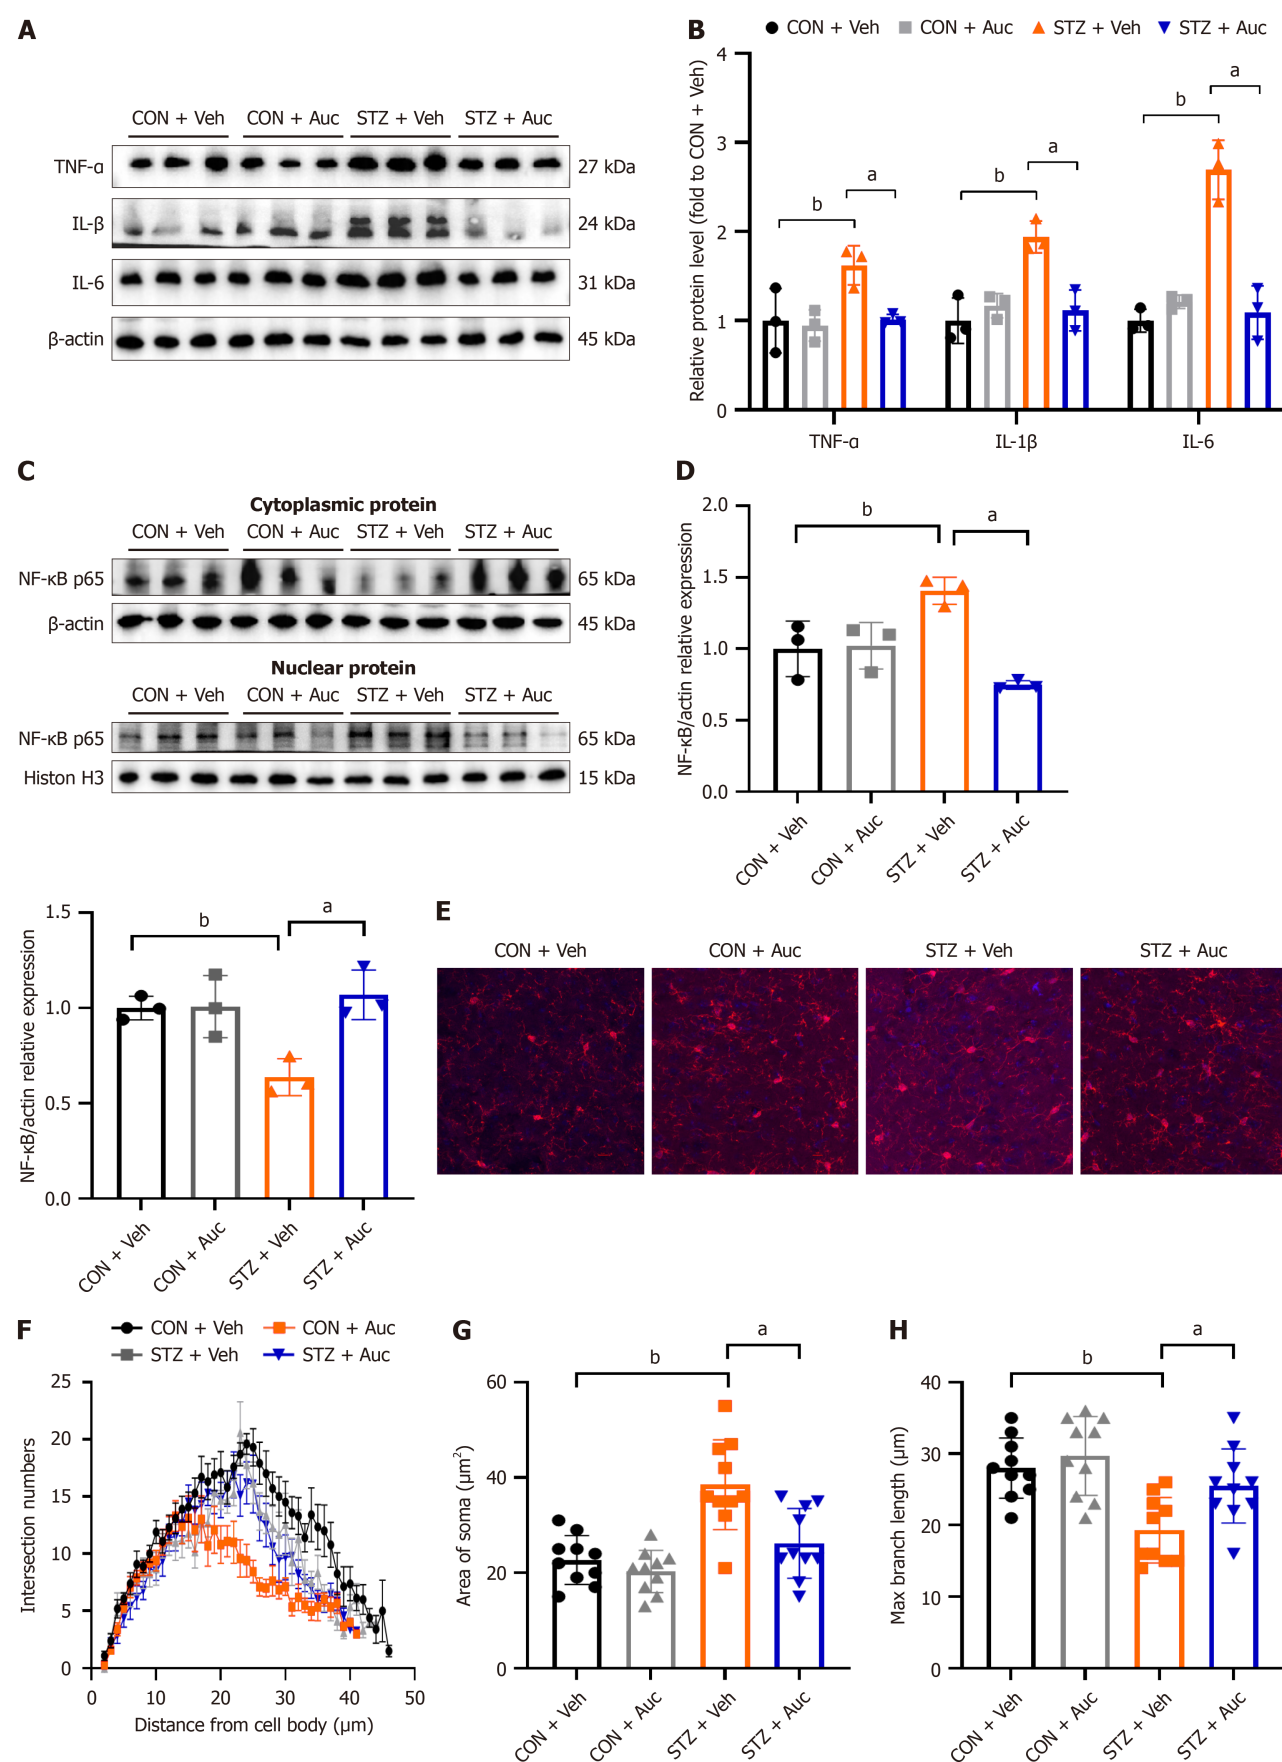 A
CON + Veh CON + Auc STZ + Veh STZ + Auc
TNF-α 27 kDa
IL-β 24 kDa
IL-6 31 kDa
β-actin 45 kDa
B
CON + Veh CON + Auc STZ + Veh STZ + Auc
Relative protein level (fold to CON + Veh)
4
3
2
1
0
b a
b a
b a
TNF-α IL-1β IL-6
C
Cytoplasmic protein
CON + Veh CON + Auc STZ + Veh STZ + Auc
NF-κB p65 65 kDa
β-actin 45 kDa
Nuclear protein
CON + Veh CON + Auc STZ + Veh STZ + Auc
NF-κB p65 65 kDa
Histon H3 15 kDa
D
NF-κB/actin relative expression
2.0
1.5
1.0
0.5
0.0
b a
CON + Veh CON + Auc STZ + Veh STZ + Auc
NF-κB/actin relative expression
1.5
1.0
0.5
0.0
b a
CON + Veh CON + Auc STZ + Veh STZ + Auc
E
CON + Veh CON + Auc STZ + Veh STZ + Auc
F
CON + Veh CON + Auc
STZ + Veh STZ + Auc
Intersection numbers
25
20
15
10
5
0
0 10 20 30 40 50
Distance from cell body (μm)
G
Area of soma (μm²)
60
40
20
0
b a
CON + Veh CON + Auc STZ + Veh STZ + Auc
H
Max branch length (μm)
40
30
20
10
0
b a
CON + Veh CON + Auc STZ + Veh STZ + Auc